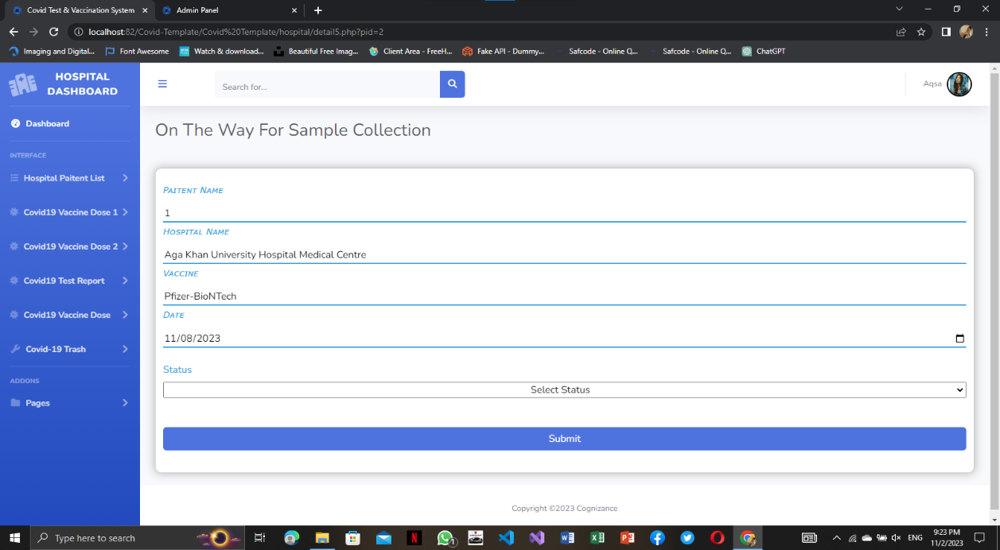 Covid Test & Vaccination System
Admin Panel
localhost:82/Covid-Template/Covid%20Template/hospital/detail5.php?pid=2
Imaging and Digital...
Font Awesome
Watch & download...
Beautiful Free Imag...
Client Area - FreeH...
Fake API - Dummy...
Safcode - Online Q...
Safcode - Online Q...
ChatGPT
HOSPITAL
DASHBOARD
Search for...
Aqsa
Dashboard
INTERFACE
Hospital Paitent List
Covid19 Vaccine Dose 1
Covid19 Vaccine Dose 2
Covid19 Test Report
Covid19 Vaccine Dose
Covid-19 Trash
ADDONS
Pages
On The Way For Sample Collection
Paitent Name
1
Hospital Name
Aga Khan University Hospital Medical Centre
Vaccine
Pfizer-BioNTech
Date
11/08/2023
Status
Select Status
Submit
Copyright ©2023 Cognizance
Type here to search
1
ENG
9:23 PM
11/2/2023